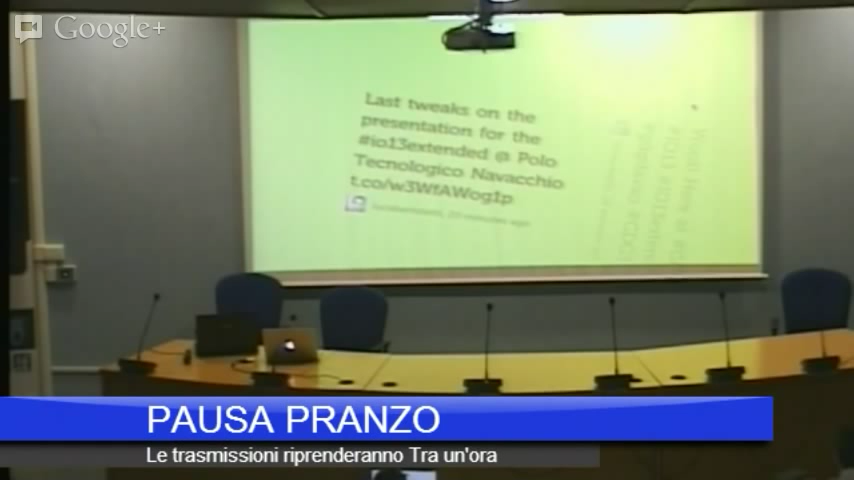 Google+
Last tweaks on the
presentation for the
#io13extended @ Polo
Tecnologico Navacchio
t.co/w3WfAWog1p
PAUSA PRANZO
Le trasmissioni riprenderanno Tra un'ora